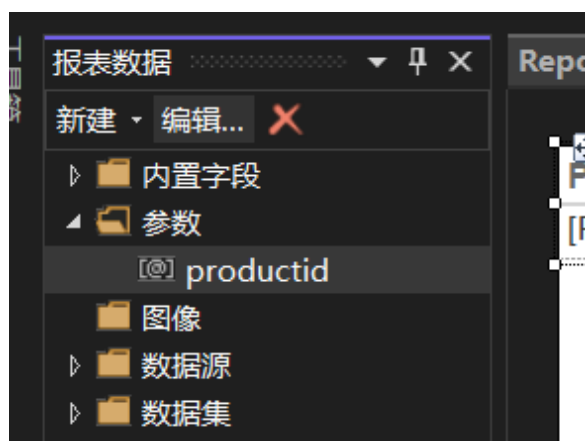 报表数据
Repo
新建 编辑...
内置字段
参数
[@] productid
图像
数据源
数据集